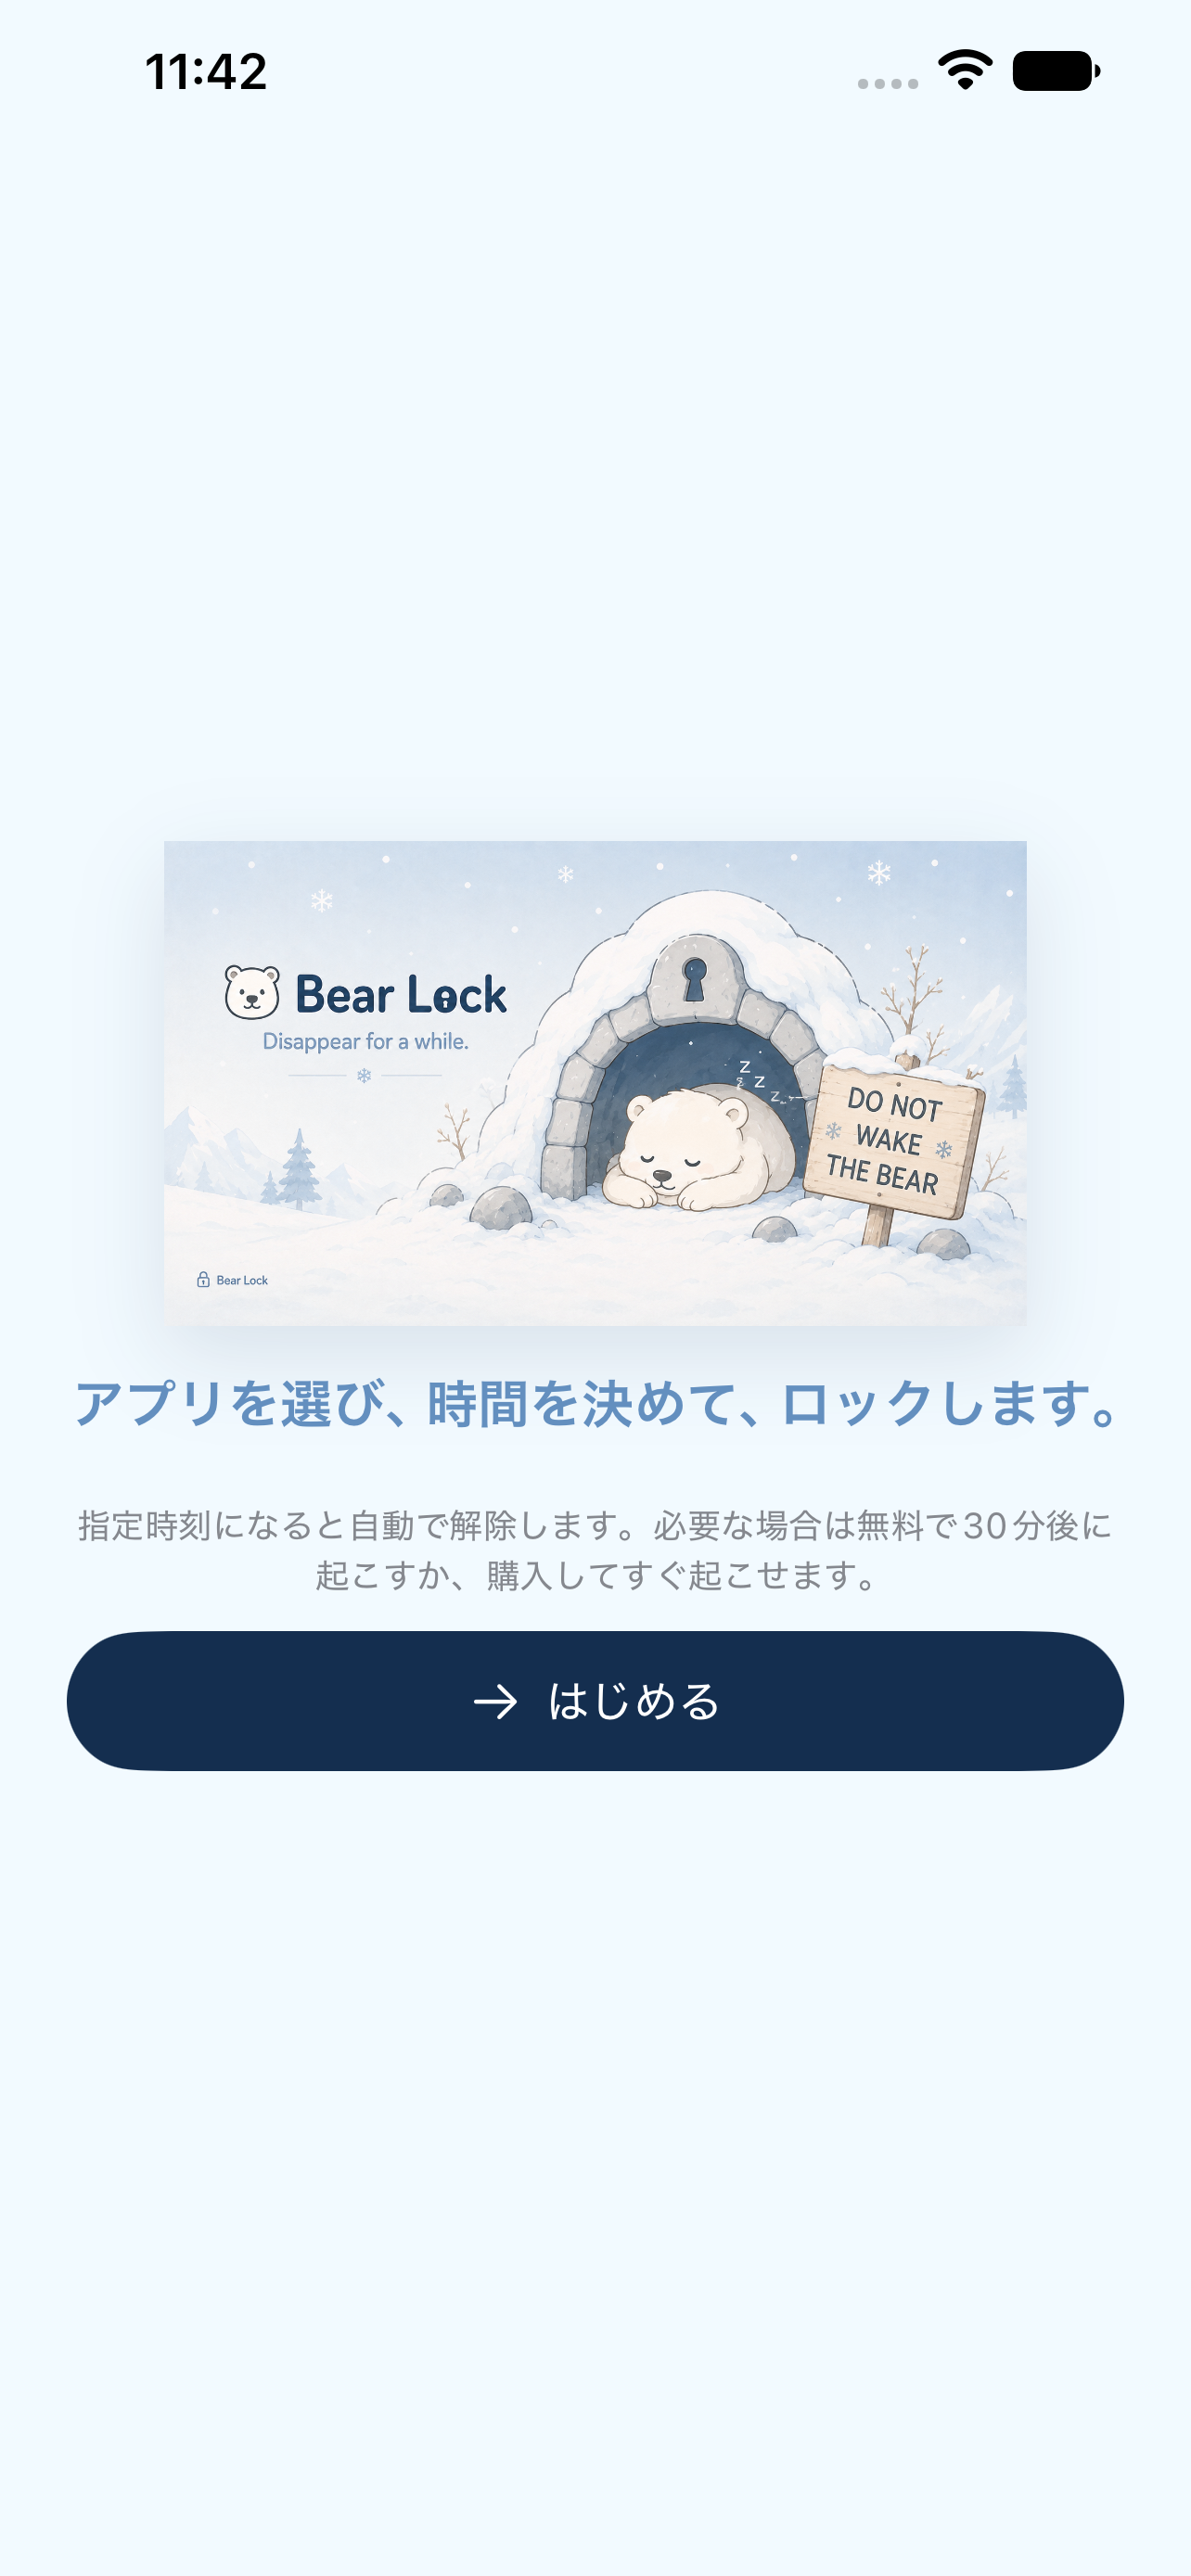 11:42
Bear Lock
Disappear for a while.
z
z
z
z
DO NOT
WAKE
THE BEAR
Bear Lock
アプリを選び、時間を決めて、ロックします。
指定時刻になると自動で解除します。必要な場合は無料で30分後に
起こすか、購入してすぐ起こせます。
→ はじめる